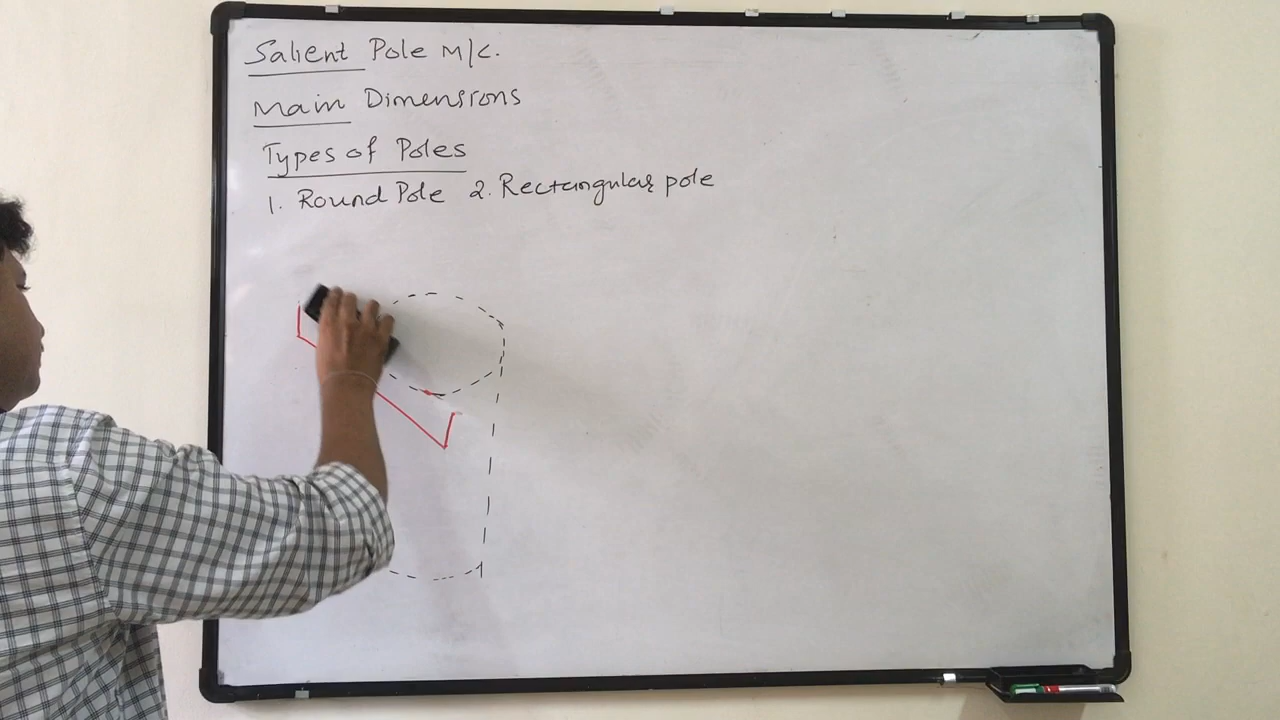 Salient Pole M/c.
Main Dimensions
Types of Poles
1. Round Pole 2. Rectangular pole